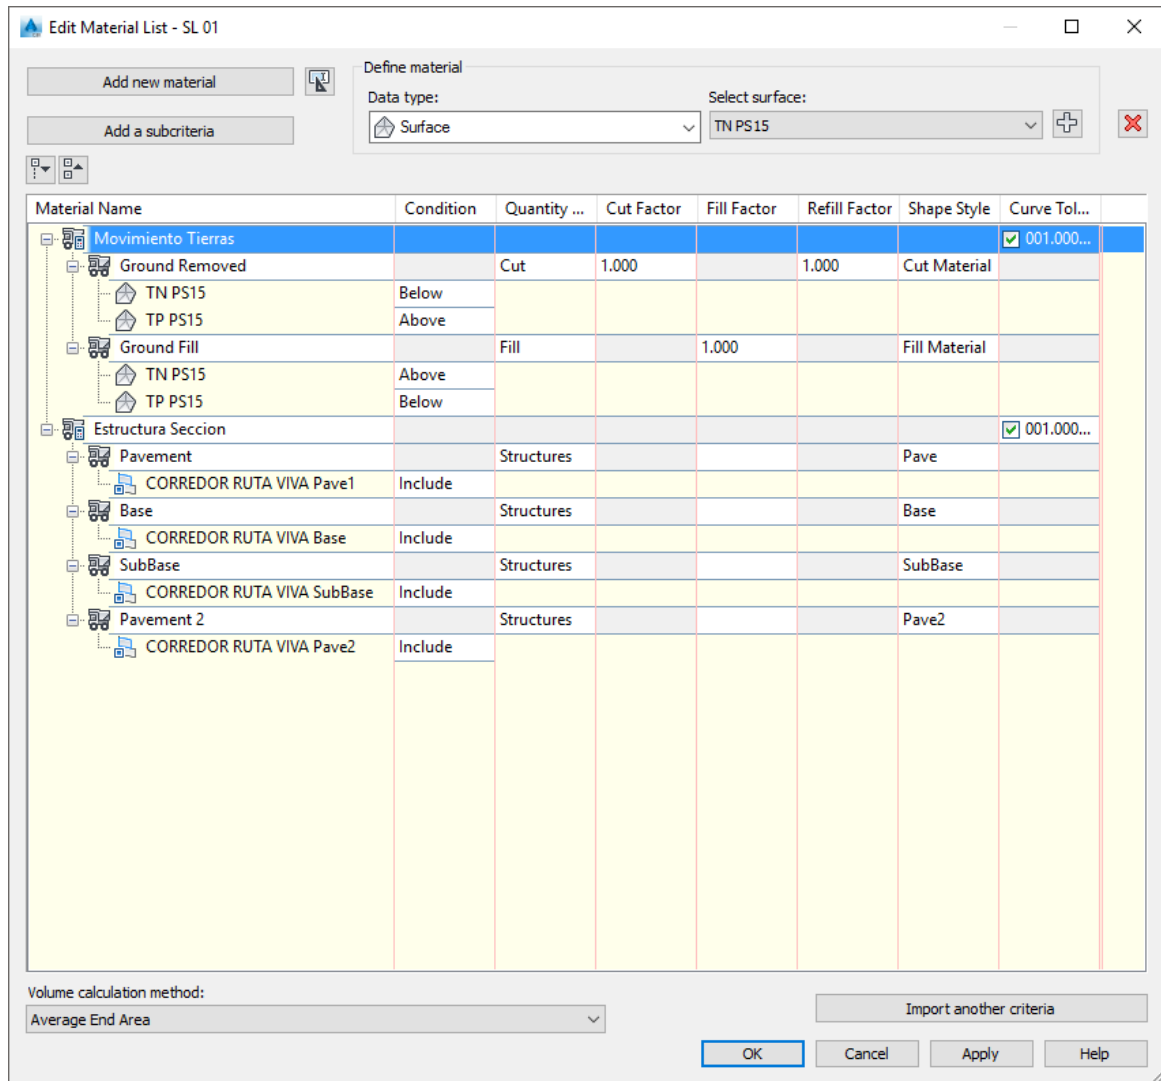 Edit Material List - SL 01
Define material
Add new material
Data type:
Select surface:
Surface
TN PS15
Add a subcriteria
Material Name Condition Quantity ... Cut Factor Fill Factor Refill Factor Shape Style Curve Tol...
Movimiento Tierras 001.000...
Ground Removed Cut 1.000 1.000 Cut Material
TN PS15 Below
TP PS15 Above
Ground Fill Fill 1.000 Fill Material
TN PS15 Above
TP PS15 Below
Estructura Seccion 001.000...
Pavement Structures Pave
CORREDOR RUTA VIVA Pave1 Include
Base Structures Base
CORREDOR RUTA VIVA Base Include
SubBase Structures SubBase
CORREDOR RUTA VIVA SubBase Include
Pavement 2 Structures Pave2
CORREDOR RUTA VIVA Pave2 Include
Volume calculation method:
Average End Area
Import another criteria
OK Cancel Apply Help